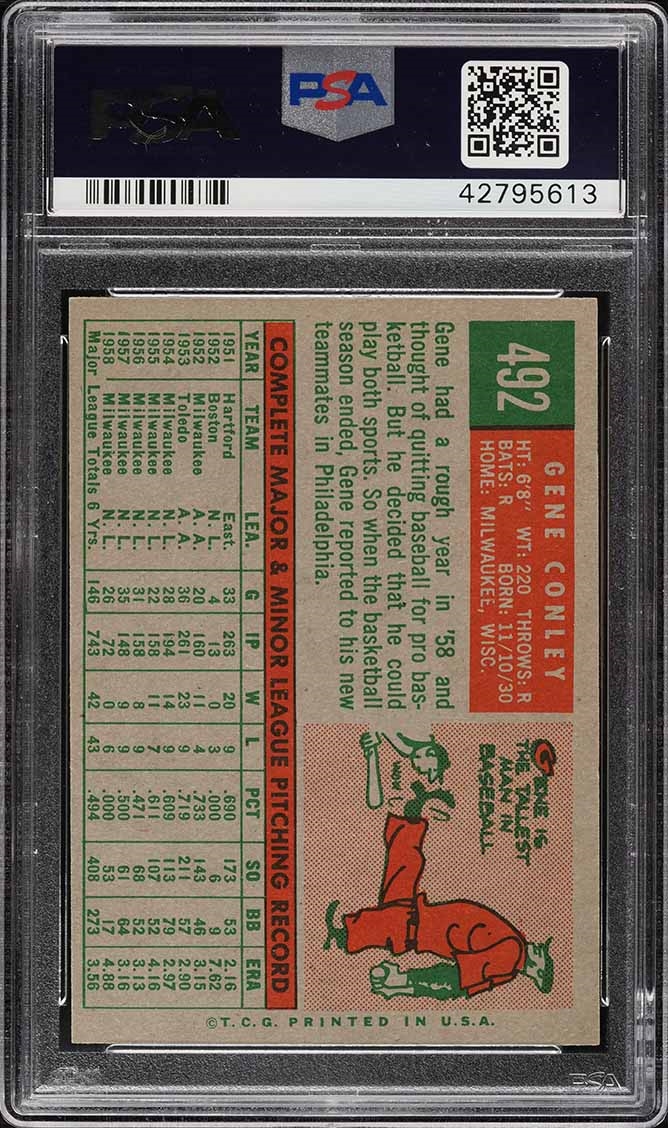 PSA
PSA
42795613
492
GENE CONLEY
HT: 6'8" WT: 220 THROWS: R
BATS: R BORN: 11/10/30
HOME: MILWAUKEE, WISC.
Gene had a rough year in '58 and
thought of quitting baseball for pro bas-
ketball. But he decided that he could
play both sports. So when the basketball
season ended, Gene reported to his new
teammates in Philadelphia.
GENE IS
THE TALLEST
MAN IN
BASEBALL
WOW!
COMPLETE MAJOR & MINOR LEAGUE PITCHING RECORD
YEAR TEAM LEA. G IP W L PCT SO BB ERA
1951 Hartford East. 33 263 20 9 .690 173 53 2.16
1952 Boston N. L. 4 13 0 3 .000 6 9 7.62
1952 Milwaukee A. A. 20 160 11 4 .733 143 46 3.15
1953 Toledo A. A. 36 261 23 9 .719 211 57 2.90
1954 Milwaukee N. L. 28 194 14 9 .609 113 79 2.97
1955 Milwaukee N. L. 22 158 11 7 .611 107 52 4.16
1956 Milwaukee N. L. 31 158 8 9 .471 68 52 3.13
1957 Milwaukee N. L. 35 148 9 9 .500 61 64 3.16
1958 Milwaukee N. L. 26 72 0 6 .000 53 17 4.88
Major League Totals 6 Yrs. 146 743 42 43 .494 408 273 3.56
©T.C.G. PRINTED IN U.S.A.
PSA